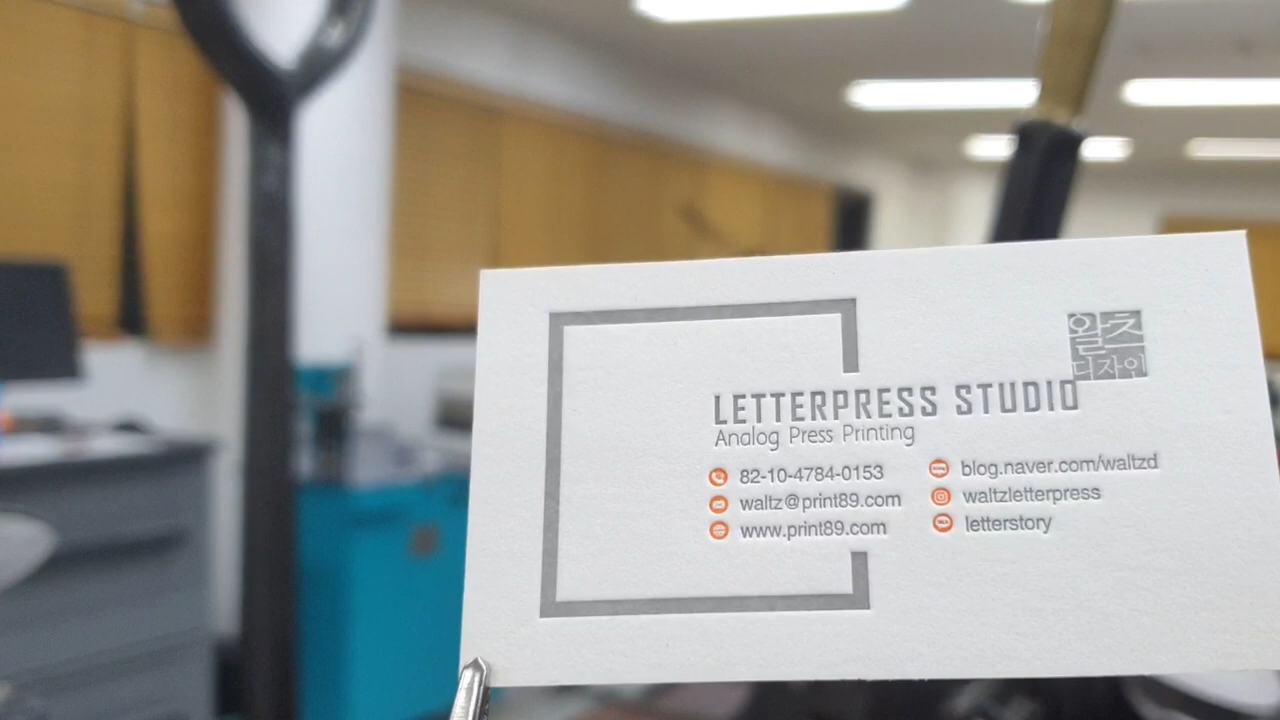 왈츠
디자인
LETTERPRESS STUDIO
Analog Press Printing
82-10-4784-0153
waltz@print89.com
www.print89.com
blog.naver.com/waltzd
waltzletterpress
letterstory